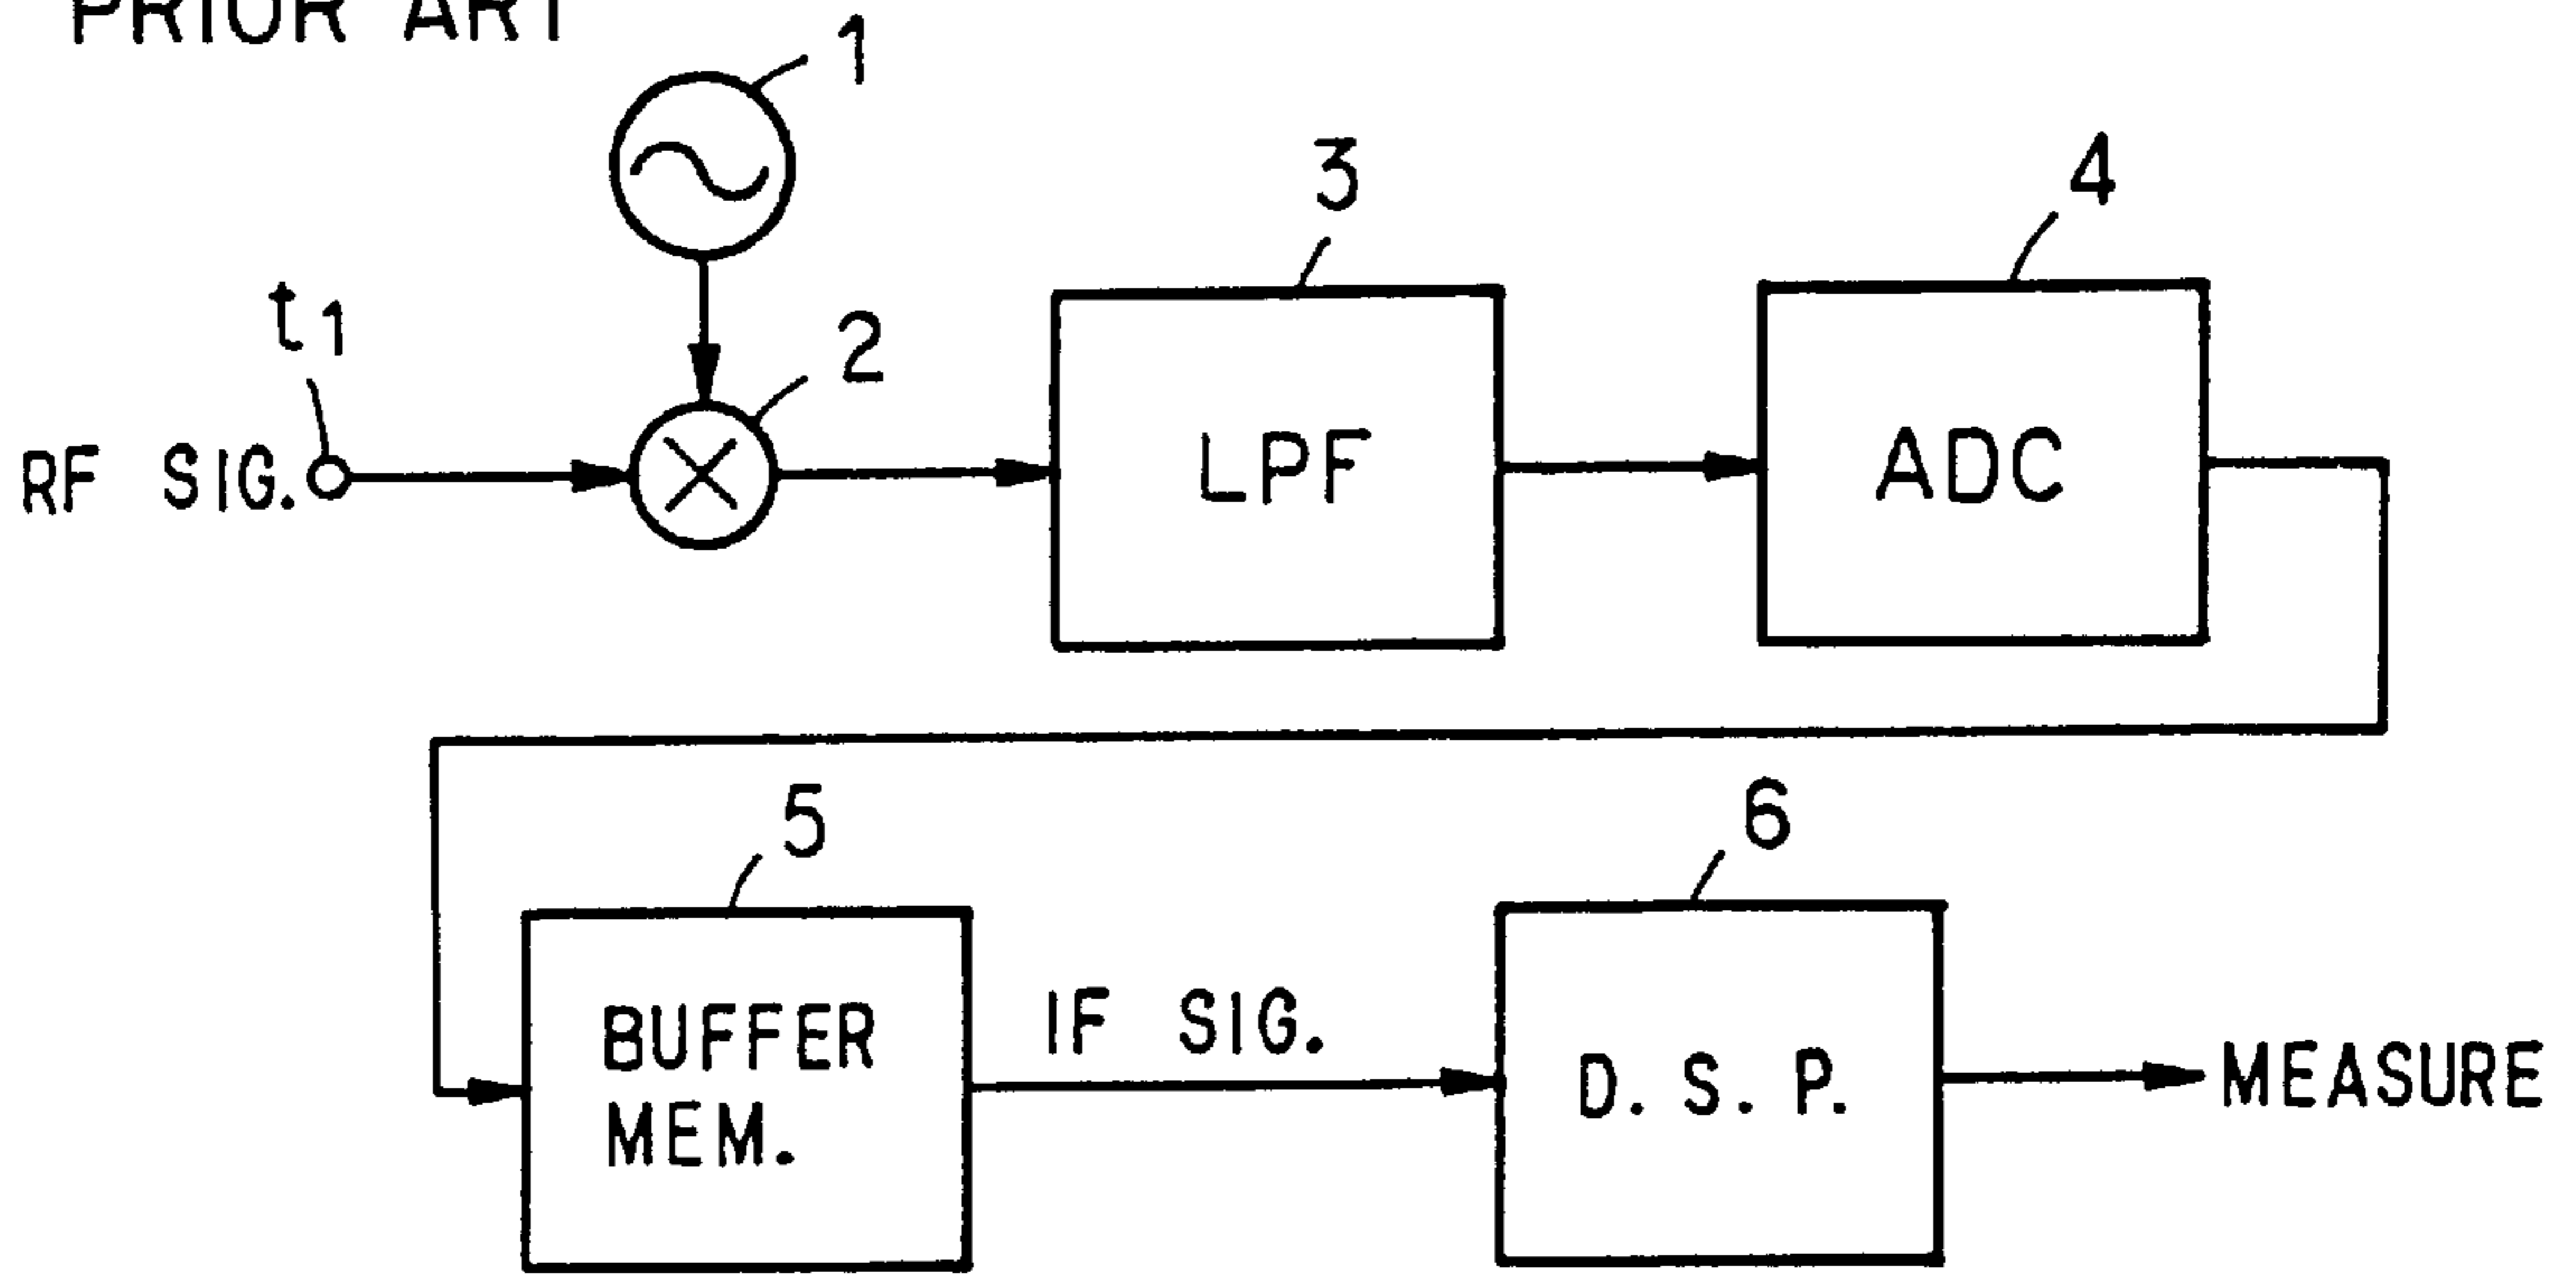 PRIOR ART
1
3
4
t1
2
RF SIG.
LPF
ADC
5
6
BUFFER
MEM.
IF SIG.
D. S. P.
MEASURE